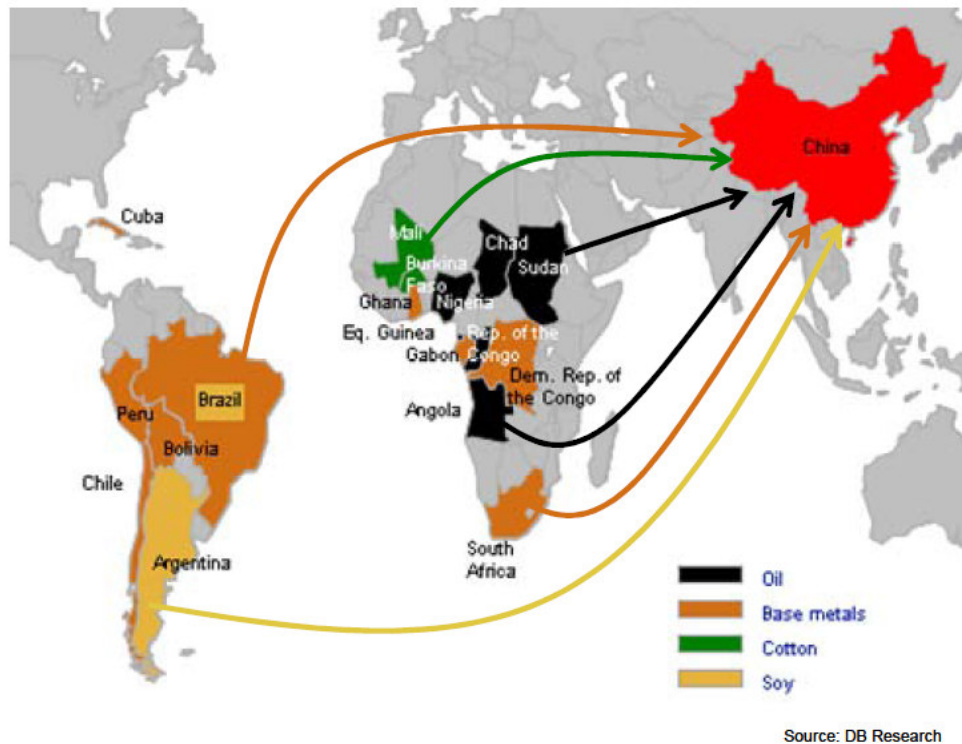 China
Cuba
Mali
Chad
Burkina
Faso
Sudan
Ghana
Nigeria
Eq. Guinea
Rep. of the
Congo
Gabon
Dem. Rep. of
the Congo
Angola
Brazil
Peru
Bolivia
Chile
Argentina
South
Africa
Oil
Base metals
Cotton
Soy
Source: DB Research